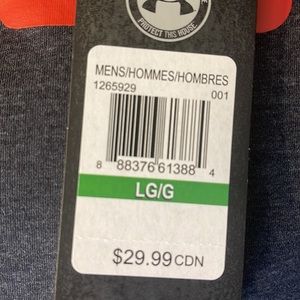 PROTECT THIS HOUSE
MENS/HOMMES/HOMBRES
1265929 001
8 88376 61388 4
LG/G
$29.99 CDN